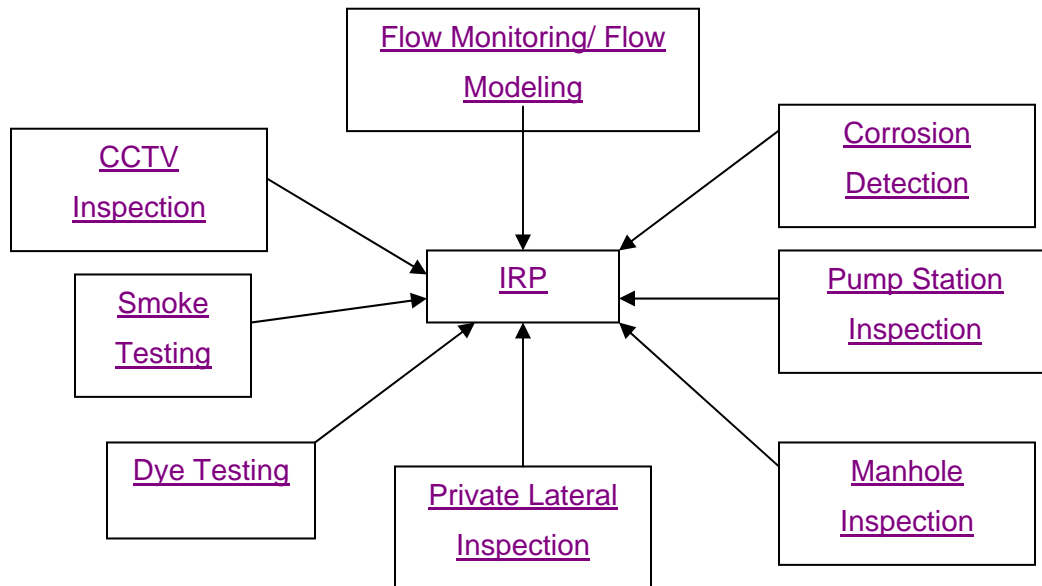 Flow Monitoring/ Flow
Modeling
CCTV
Inspection
Corrosion
Detection
IRP
Smoke
Testing
Pump Station
Inspection
Dye Testing
Private Lateral
Inspection
Manhole
Inspection